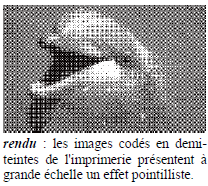 rendu : les images codés en demi-
teintes de l'imprimerie présentent à
grande échelle un effet pointilliste.